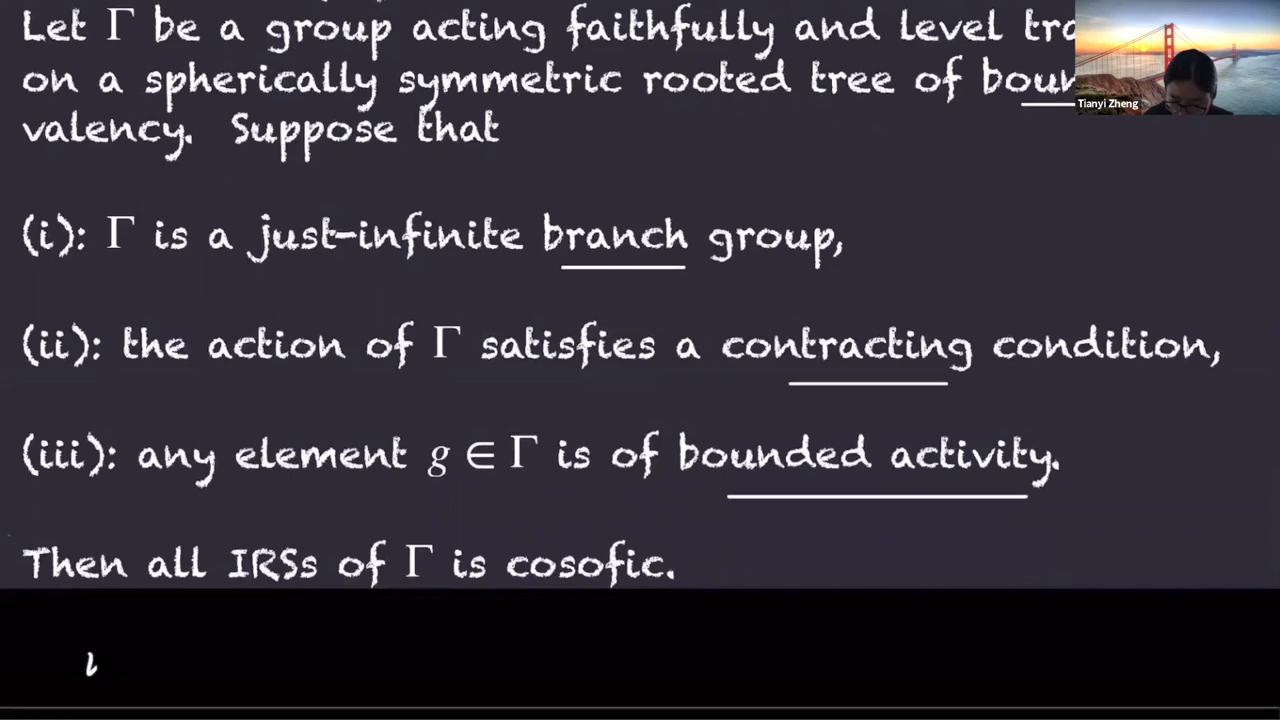 Let Γ be a group acting faithfully and level
on a spherically symmetric rooted tree of
valency. Suppose that
Tianyi Zheng
(i): Γ is a just-infinite branch group,
(ii): the action of Γ satisfies a contracting condition,
(iii): any element g ∈ Γ is of bounded activity.
Then all IRSs of Γ is cosofic.